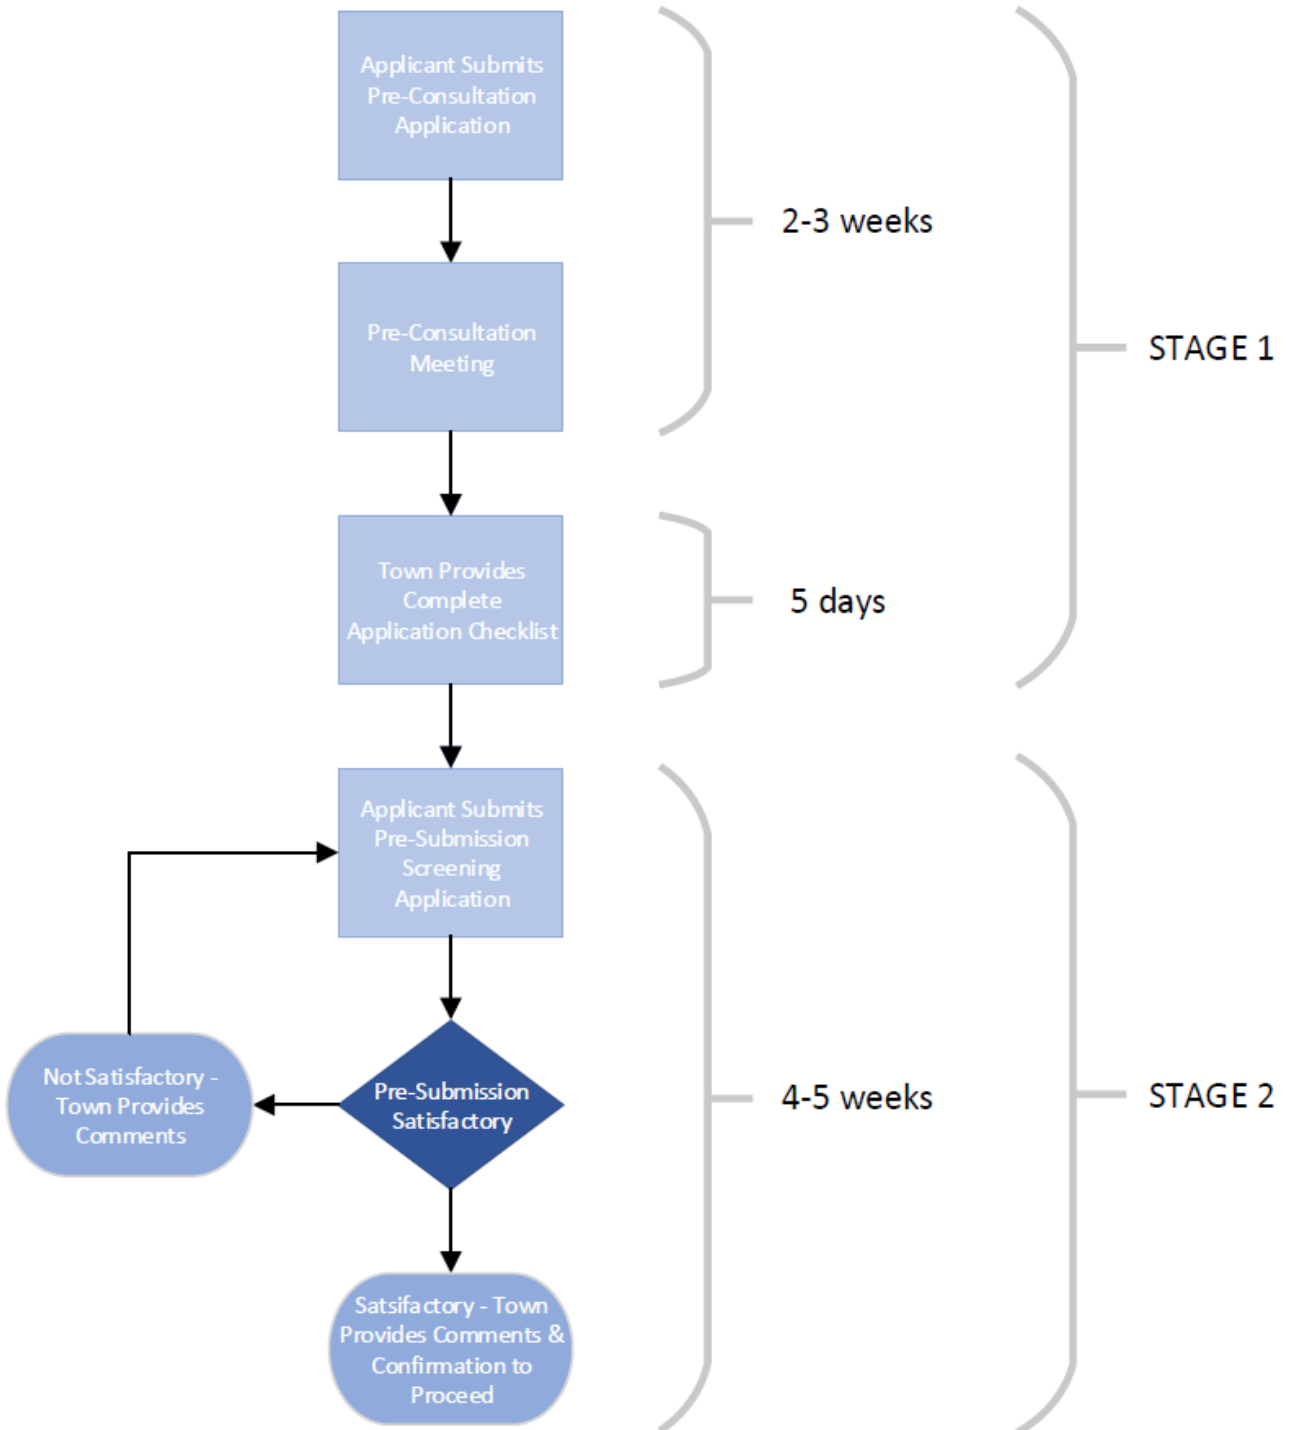 Applicant Submits
Pre-Consultation
Application
2-3 weeks
Pre-Consultation
Meeting
STAGE 1
Town Provides
Complete
Application Checklist
5 days
Applicant Submits
Pre-Submission
Screening
Application
Not Satisfactory -
Town Provides
Comments
Pre-Submission
Satisfactory
4-5 weeks
STAGE 2
Satsifactory - Town
Provides Comments &
Confirmation to
Proceed